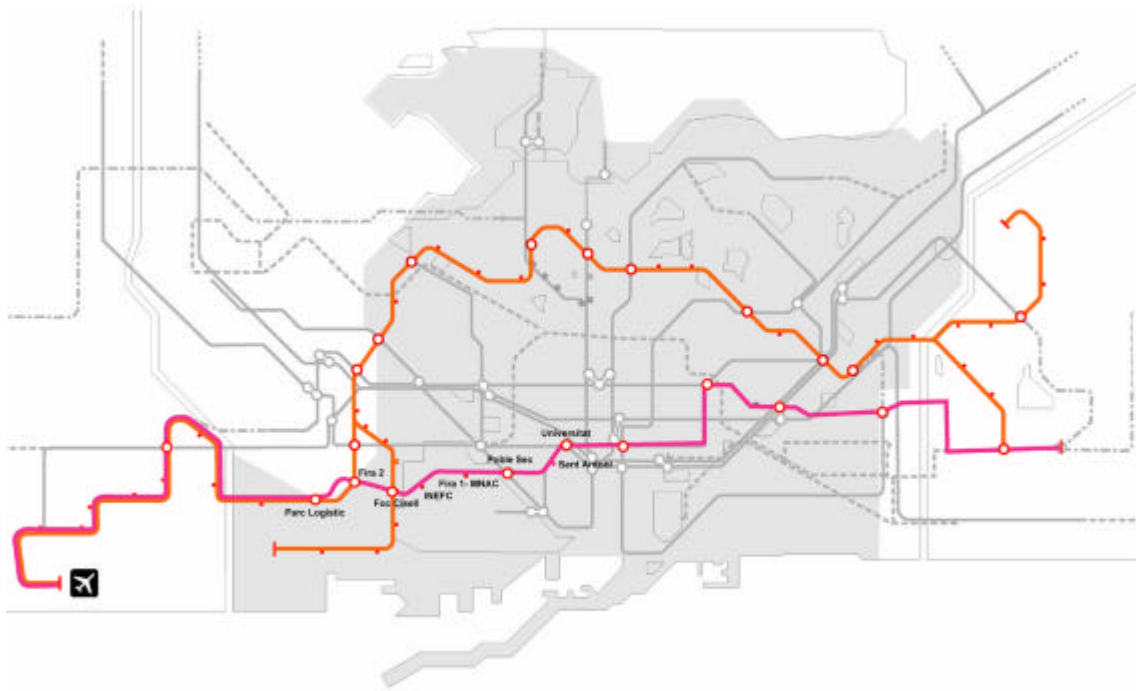 Universitat
Poble Sec
Sant Antoni
Fira 2
Fira 1- MNAC
INEFC
Foc Cisell
Parc Logistic